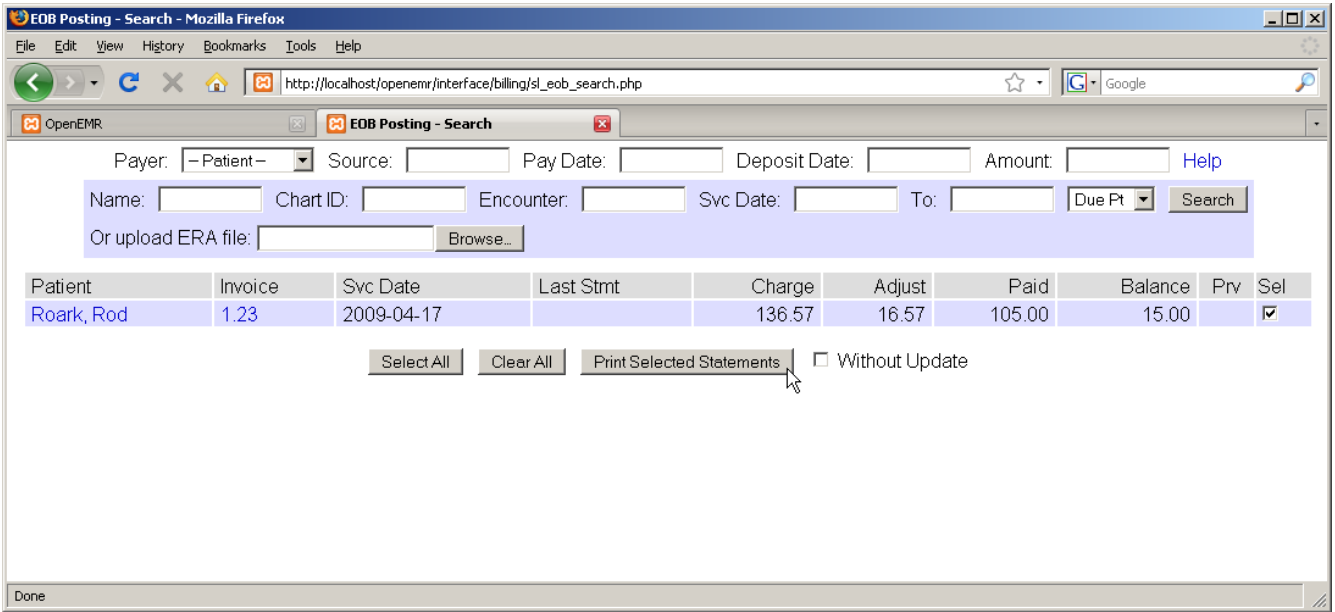 EOB Posting - Search - Mozilla Firefox
File Edit View History Bookmarks Tools Help
http://localhost/openemr/interface/billing/sl_eob_search.php G Google
OpenEMR EOB Posting - Search
Payer: -- Patient -- Source: Pay Date: Deposit Date: Amount: Help
Name: Chart ID: Encounter: Svc Date: To: Due Pt Search
Or upload ERA file: Browse...
Patient Invoice Svc Date Last Stmt Charge Adjust Paid Balance Prv Sel
Roark, Rod 1.23 2009-04-17 136.57 16.57 105.00 15.00
Select All Clear All Print Selected Statements Without Update
Done